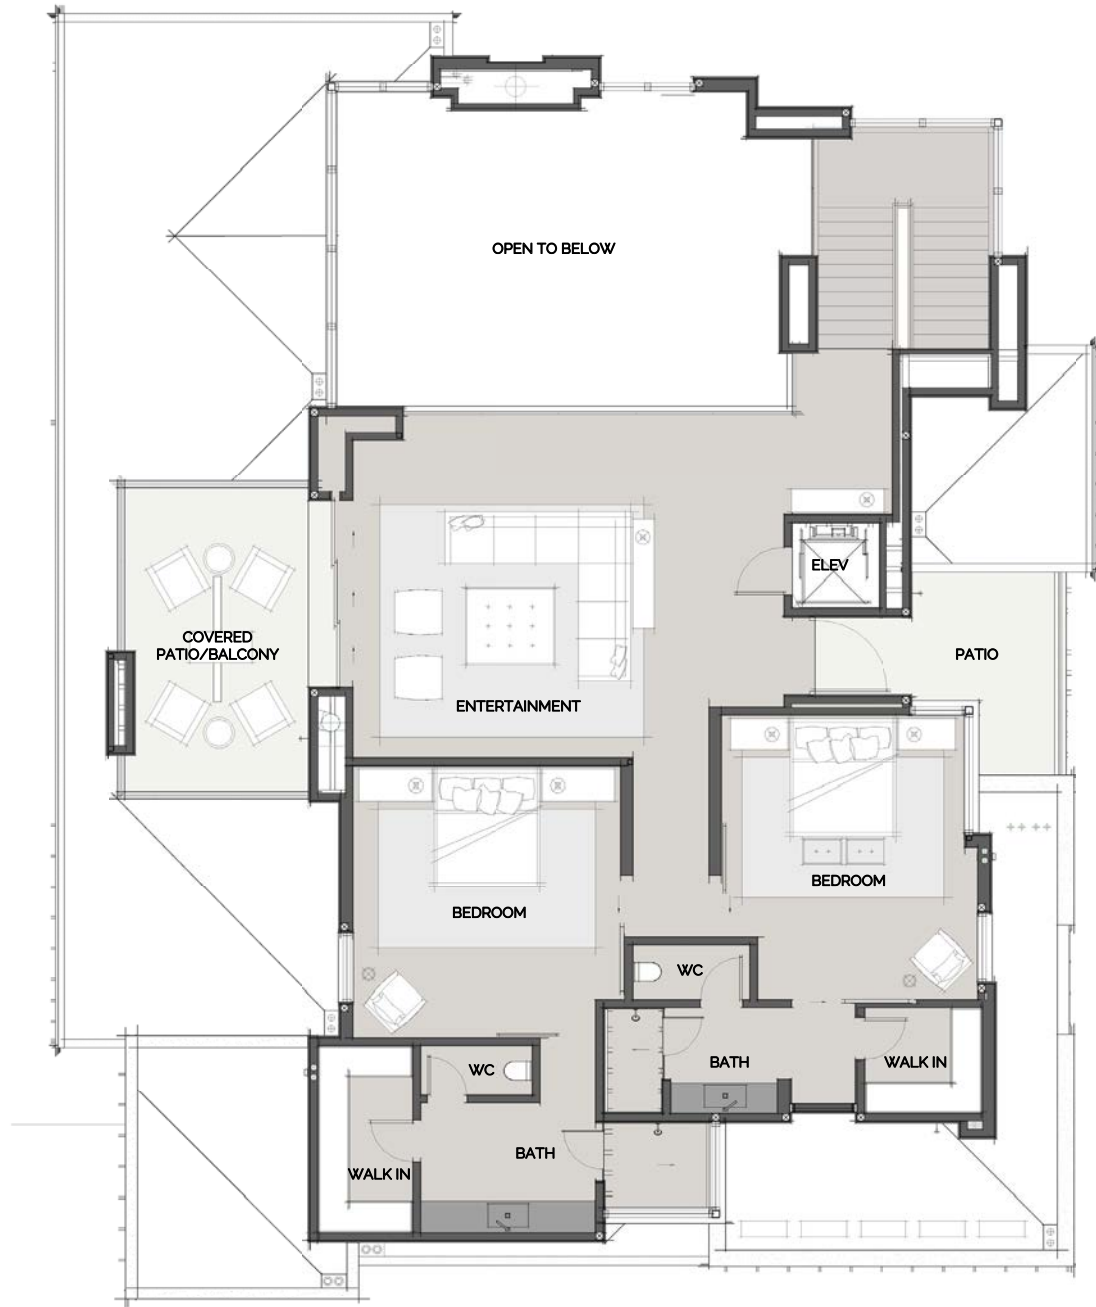 OPEN TO BELOW
ELEV
COVERED
PATIO/BALCONY
PATIO
ENTERTAINMENT
BEDROOM
BEDROOM
WC
BATH
WALK IN
WC
BATH
WALK IN